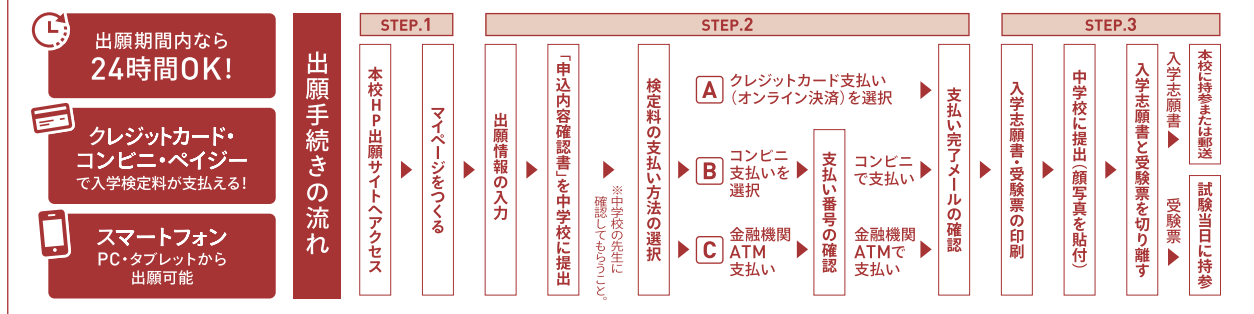 出願期間内なら
24時間OK！
クレジットカード・
コンビニ・ペイジー
で入学検定料が支払える！
スマートフォン
PC・タブレットから
出願可能
出願手続きの流れ
STEP.1
本校HP出願サイトへアクセス
マイページをつくる
STEP.2
出願情報の入力
「申込内容確認書」を中学校に提出
※中学校の先生に
確認してもらうこと。
検定料の支払い方法の選択
A
クレジットカード支払い
（オンライン決済）を選択
B
コンビニ
支払いを
選択
C
金融機関
ATM
支払い
支払い番号の確認
コンビニ
で支払い
金融機関
ATMで
支払い
支払い完了メールの確認
STEP.3
入学志願書・受験票の印刷
中学校に提出（顔写真を貼付）
入学志願書と受験票を切り離す
入学志願書
本校に持参または郵送
受験票
試験当日に持参